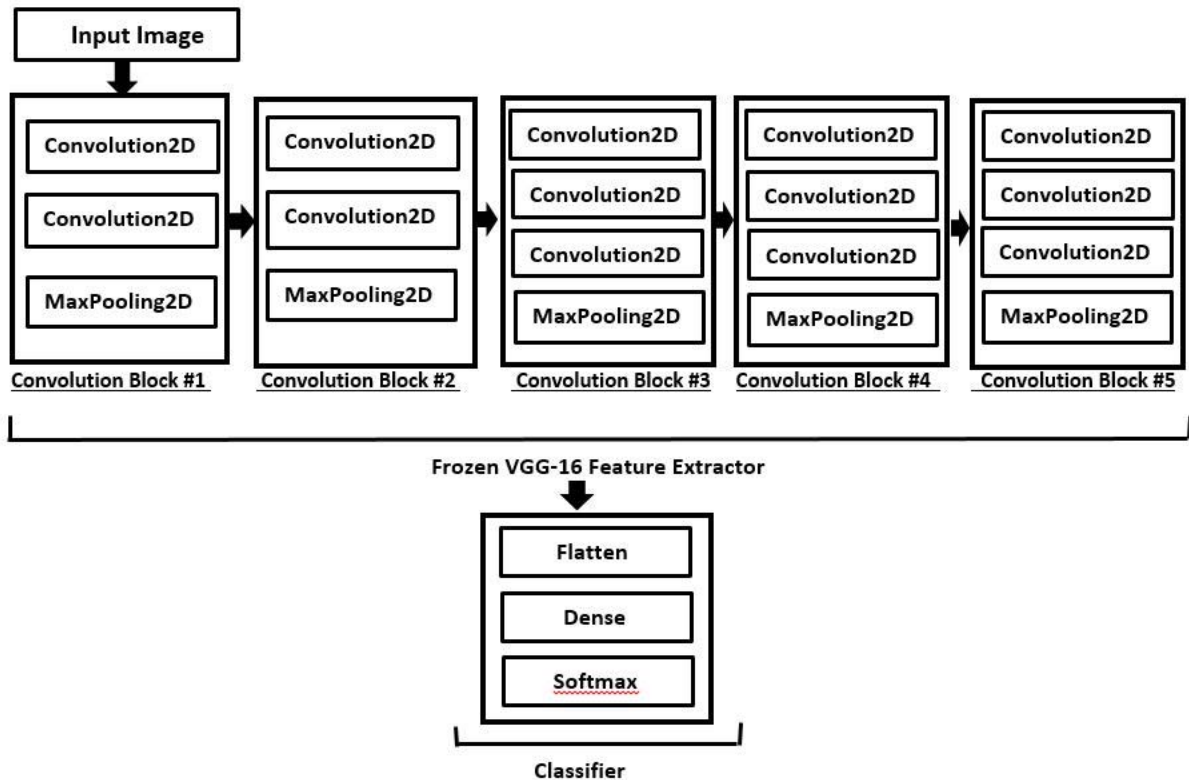 Input Image
Convolution2D
Convolution2D
MaxPooling2D
Convolution Block #1
Convolution2D
Convolution2D
MaxPooling2D
Convolution Block #2
Convolution2D
Convolution2D
Convolution2D
MaxPooling2D
Convolution Block #3
Convolution2D
Convolution2D
Convolution2D
MaxPooling2D
Convolution Block #4
Convolution2D
Convolution2D
Convolution2D
MaxPooling2D
Convolution Block #5
Frozen VGG-16 Feature Extractor
Flatten
Dense
Softmax
Classifier